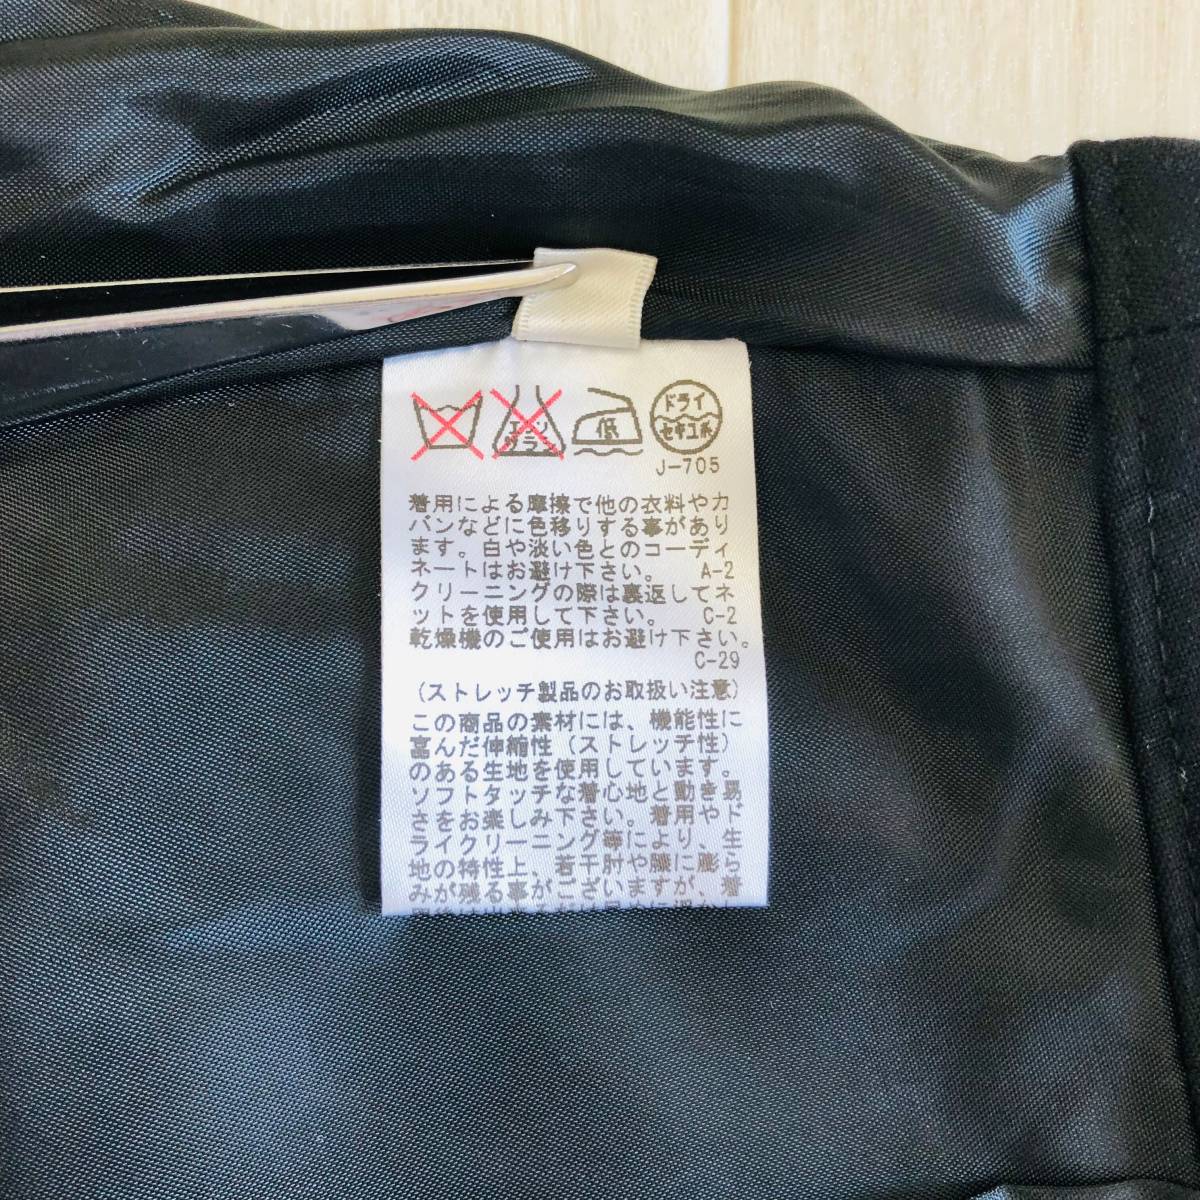 エンソ
サラシ
低
ドライ
セキユ系
J-705
着用による摩擦で他の衣料やカ
バンなどに色移りする事があり
ます。白や淡い色とのコーディ
ネートはお避け下さい。 A-2
クリーニングの際は裏返してネ
ットを使用して下さい。 C-2
乾燥機のご使用はお避け下さい。
C-29
(ストレッチ製品のお取扱い注意)
この商品の素材には、機能性に
富んだ伸縮性(ストレッチ性)
のある生地を使用しています。
ソフトタッチな着心地と動き易
さをお楽しみ下さい。着用やド
ライクリーニング等により、生
地の特性上、若干肘や膝に膨ら
みが残る事がございますが、着